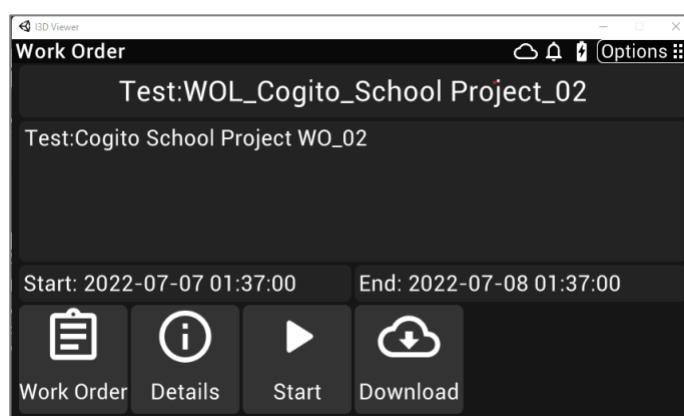 I3D Viewer
Work Order
Options
Test:WOL_Cogito_School Project_02
Test:Cogito School Project WO_02
Start: 2022-07-07 01:37:00
End: 2022-07-08 01:37:00
Work Order
Details
Start
Download